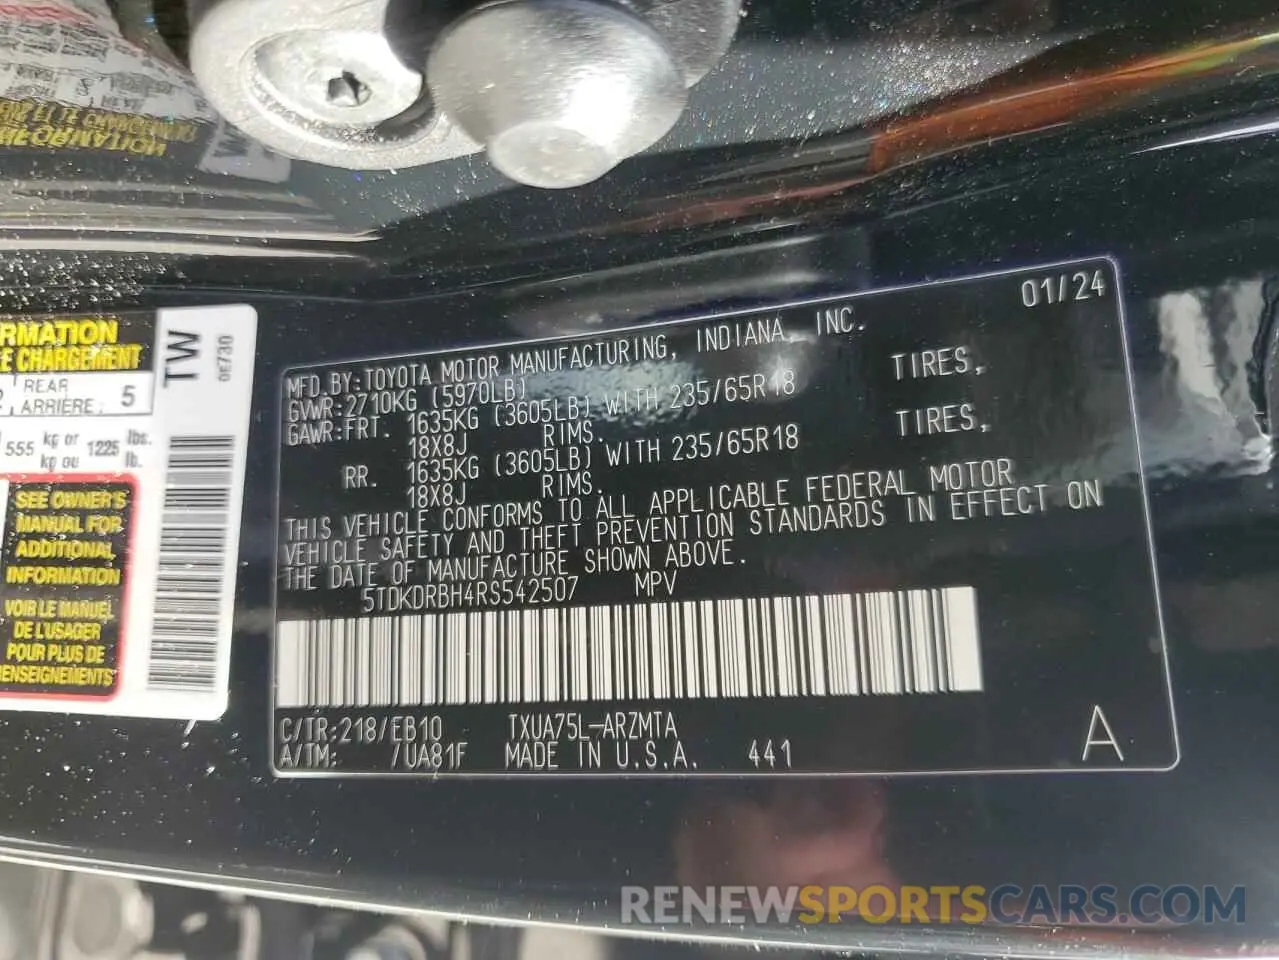 RMATION
E CHARGEMENT
REAR
ARRIÈRE 5
555 kg or 1225 lbs.
kg ou lb.
SEE OWNER'S
MANUAL FOR
ADDITIONAL
INFORMATION
VOIR LE MANUEL
DE L'USAGER
POUR PLUS DE
RENSEIGNEMENTS
TW
0E730
01/24
MFD.BY:TOYOTA MOTOR MANUFACTURING, INDIANA, INC.
GVWR:2710KG (5970LB)
GAWR:FRT. 1635KG (3605LB) WITH 235/65R18 TIRES,
18X8J RIMS.
RR. 1635KG (3605LB) WITH 235/65R18 TIRES,
18X8J RIMS.
THIS VEHICLE CONFORMS TO ALL APPLICABLE FEDERAL MOTOR
VEHICLE SAFETY AND THEFT PREVENTION STANDARDS IN EFFECT ON
THE DATE OF MANUFACTURE SHOWN ABOVE.
5TDKDRBH4RS542507 MPV
C/TR:218/EB10 TXUA75L-ARZMTA
A/TM: /UA81F MADE IN U.S.A. 441
A
RENEWSPORTSCARS.COM